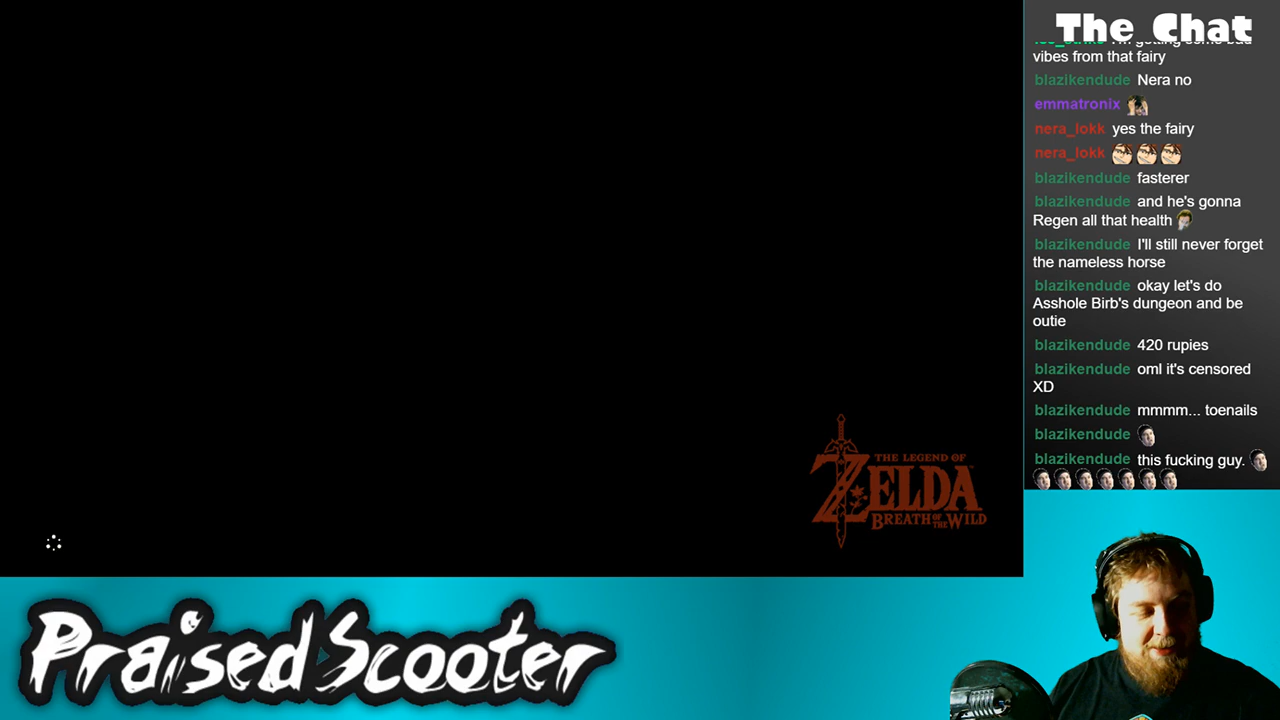 The Chat
vibes from that fairy
blazikendude Nera no
emmatronix
nera_lokk yes the fairy
nera_lokk
blazikendude fasterer
blazikendude and he's gonna
Regen all that health
blazikendude I'll still never forget
the nameless horse
blazikendude okay let's do
Asshole Birb's dungeon and be
outie
blazikendude 420 rupies
blazikendude oml it's censored
XD
blazikendude mmmm... toenails
blazikendude
blazikendude this fucking guy.
THE LEGEND OF
ZELDA
BREATH OF THE WILD
PraisedScooter